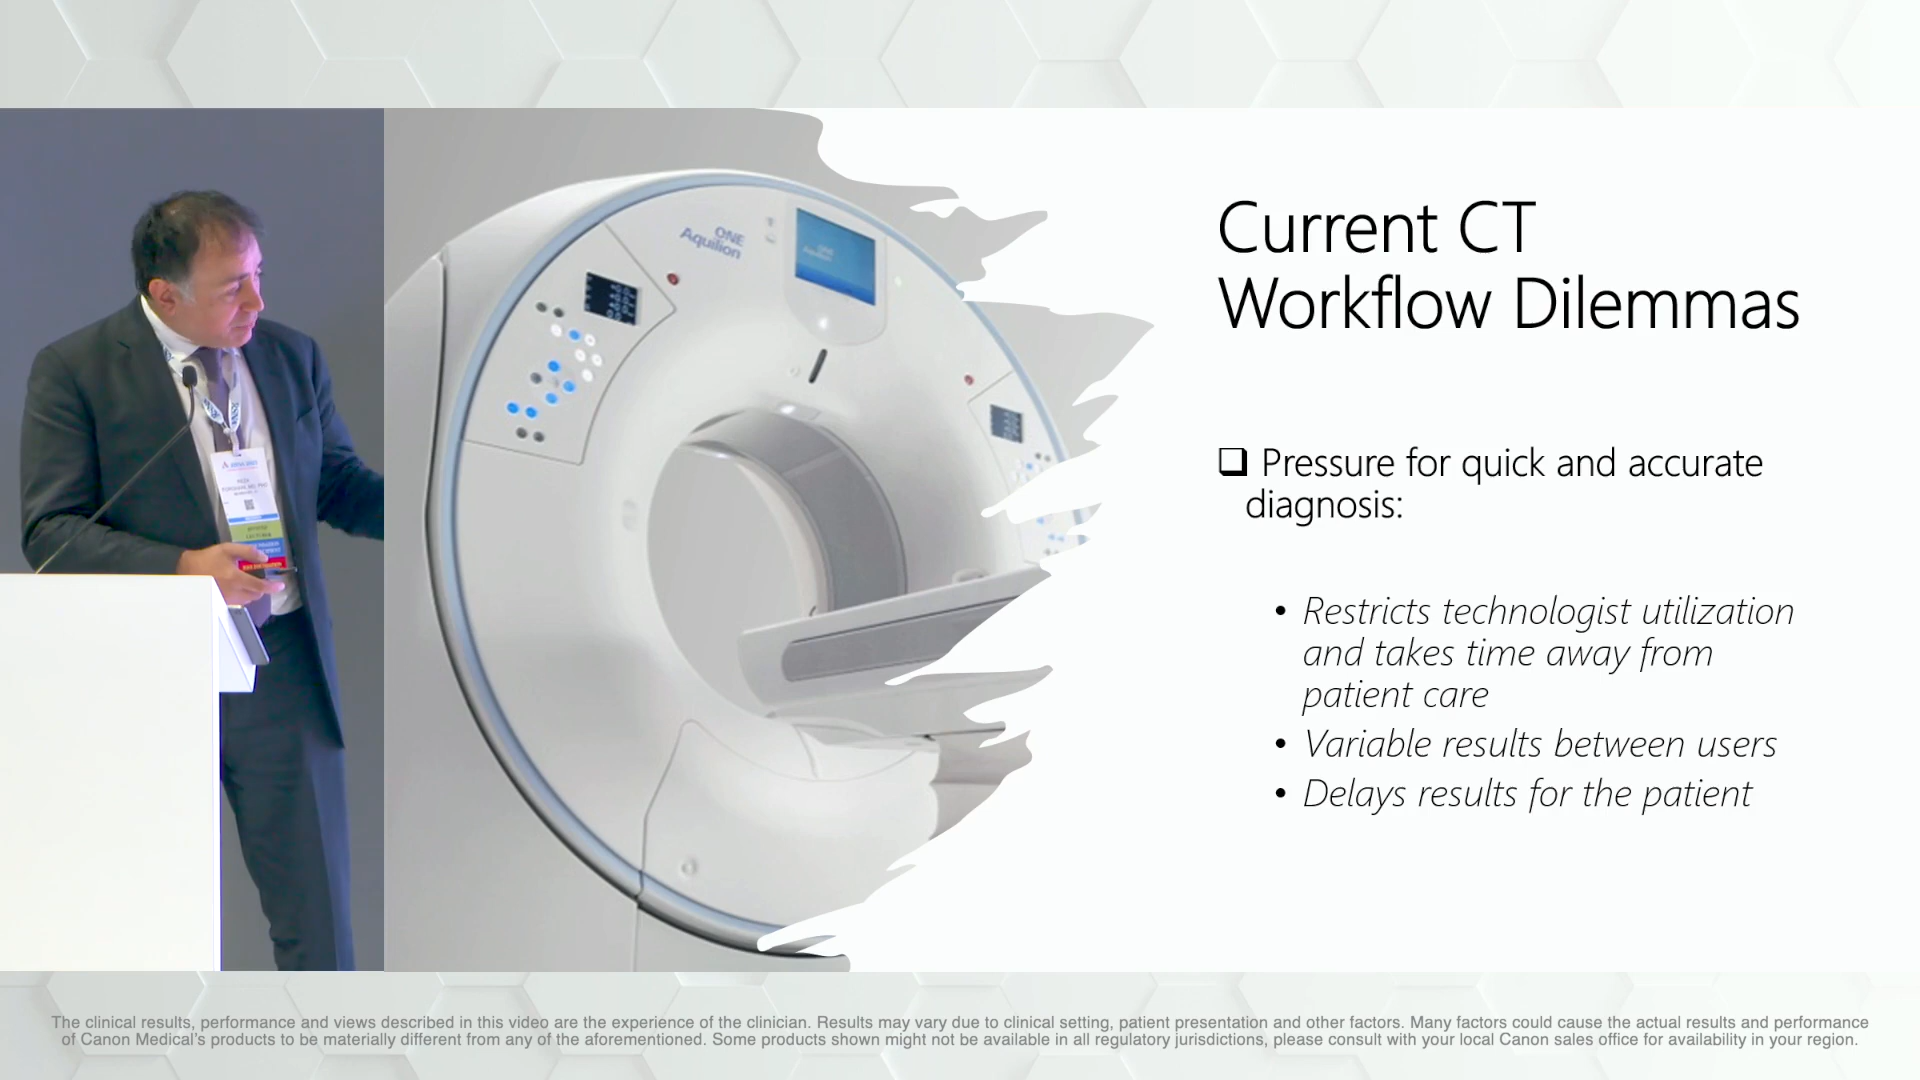 ONE
Aquilion
Current CT
Workflow Dilemmas
❑ Pressure for quick and accurate
diagnosis:
• Restricts technologist utilization
and takes time away from
patient care
• Variable results between users
• Delays results for the patient
The clinical results, performance and views described in this video are the experience of the clinician. Results may vary due to clinical setting, patient presentation and other factors. Many factors could cause the actual results and performance
of Canon Medical's products to be materially different from any of the aforementioned. Some products shown might not be available in all regulatory jurisdictions, please consult with your local Canon sales office for availability in your region.